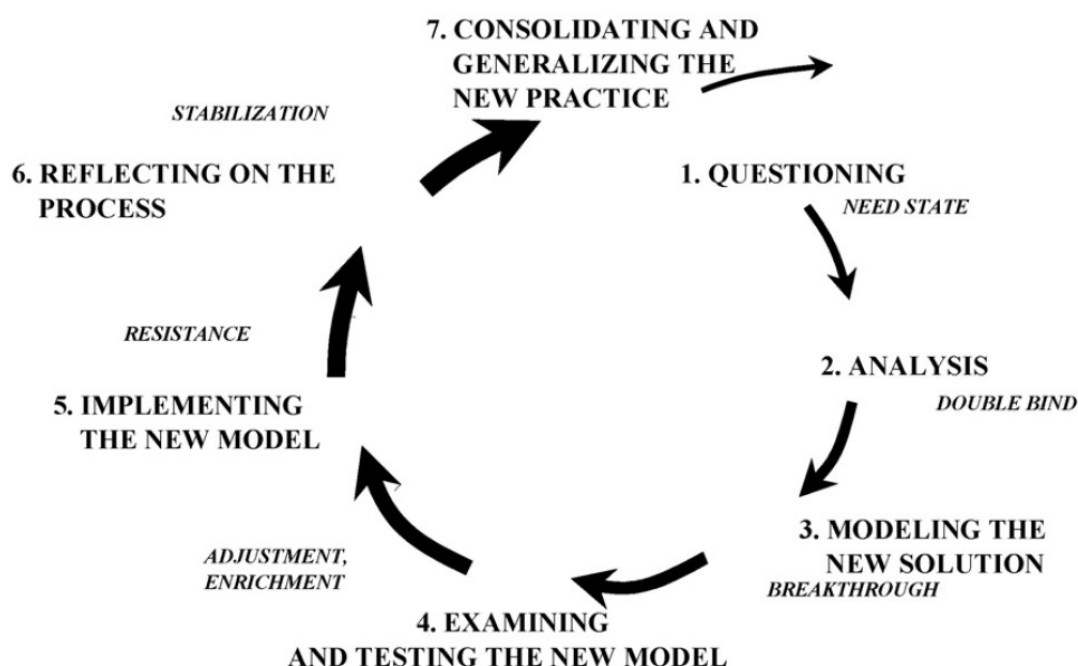 7. CONSOLIDATING AND
GENERALIZING THE
NEW PRACTICE
STABILIZATION
6. REFLECTING ON THE
PROCESS
1. QUESTIONING
NEED STATE
RESISTANCE
2. ANALYSIS
DOUBLE BIND
5. IMPLEMENTING
THE NEW MODEL
3. MODELING THE
NEW SOLUTION
BREAKTHROUGH
ADJUSTMENT,
ENRICHMENT
4. EXAMINING
AND TESTING THE NEW MODEL